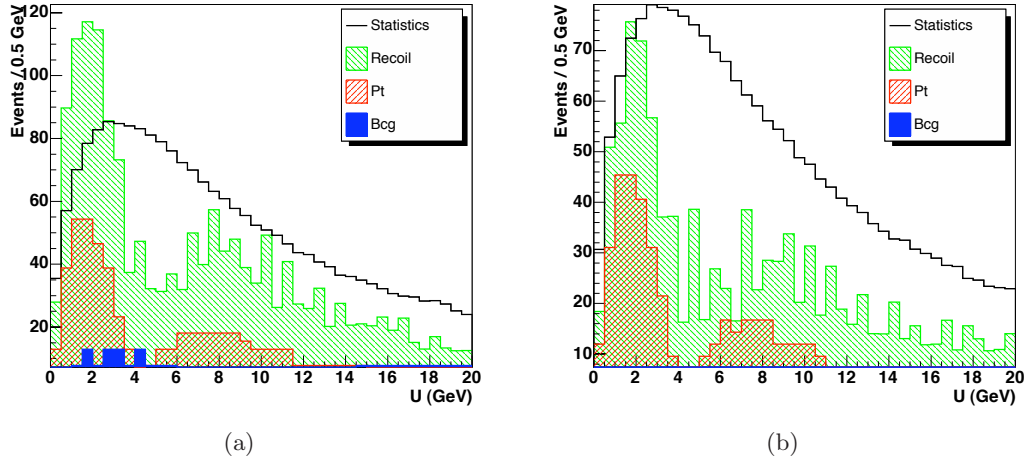 Events / 0.5 GeV
120
100
80
60
40
20
0 2 4 6 8 10 12 14 16 18 20
U (GeV)
Statistics
Recoil
Pt
Bcg
(a)
Events / 0.5 GeV
70
60
50
40
30
20
10
0 2 4 6 8 10 12 14 16 18 20
U (GeV)
Statistics
Recoil
Pt
Bcg
(b)